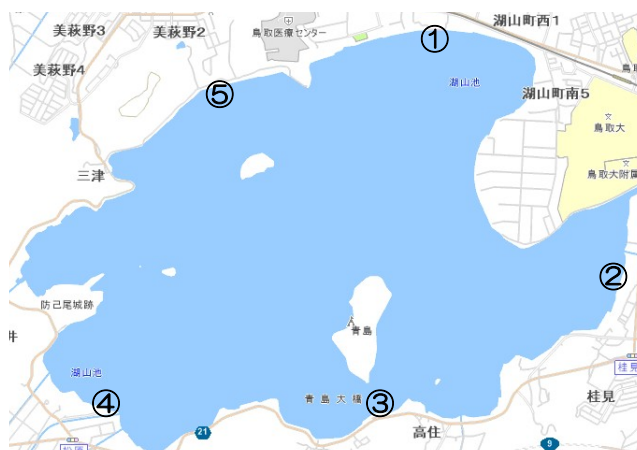 美萩野3
美萩野2
美萩野4
鳥取医療センター
①
湖山町西1
湖山池
⑤
湖山町南5
鳥取大
鳥取大附属
三津
②
防己尾城跡
青島
井
湖山池
④
青島大橋
③
21
高住
桂見
桂見
9